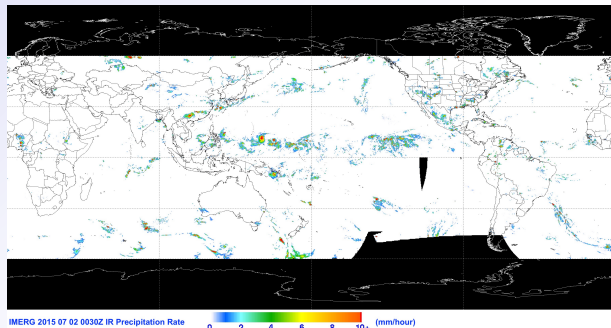 IMERG 2015 07 02 0030Z IR Precipitation Rate
0 2 4 6 8 10+ (mm/hour)